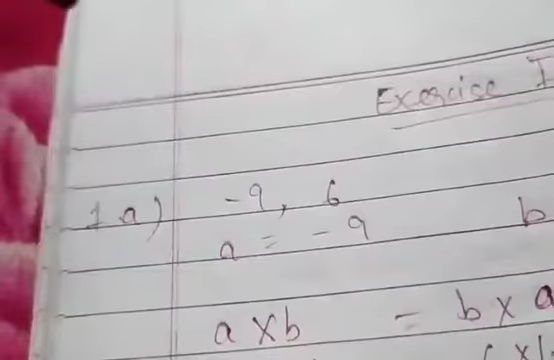 Exercise I
1 a) -9, 6
a = -9 b
a × b = b × a